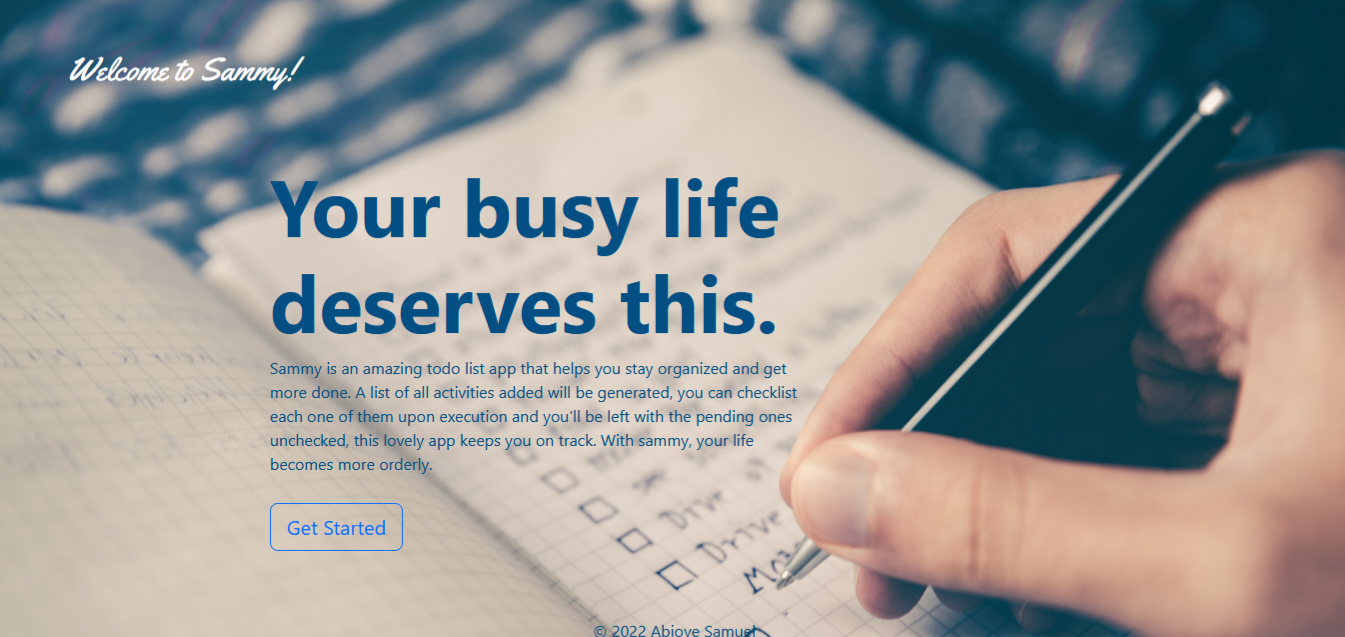 Welcome to Sammy!
Your busy life
deserves this.
Sammy is an amazing todo list app that helps you stay organized and get
more done. A list of all activities added will be generated, you can checklist
each one of them upon execution and you'll be left with the pending ones
unchecked, this lovely app keeps you on track. With sammy, your life
becomes more orderly.
Get Started
Drive
Drive
© 2022 Abioye Samuel